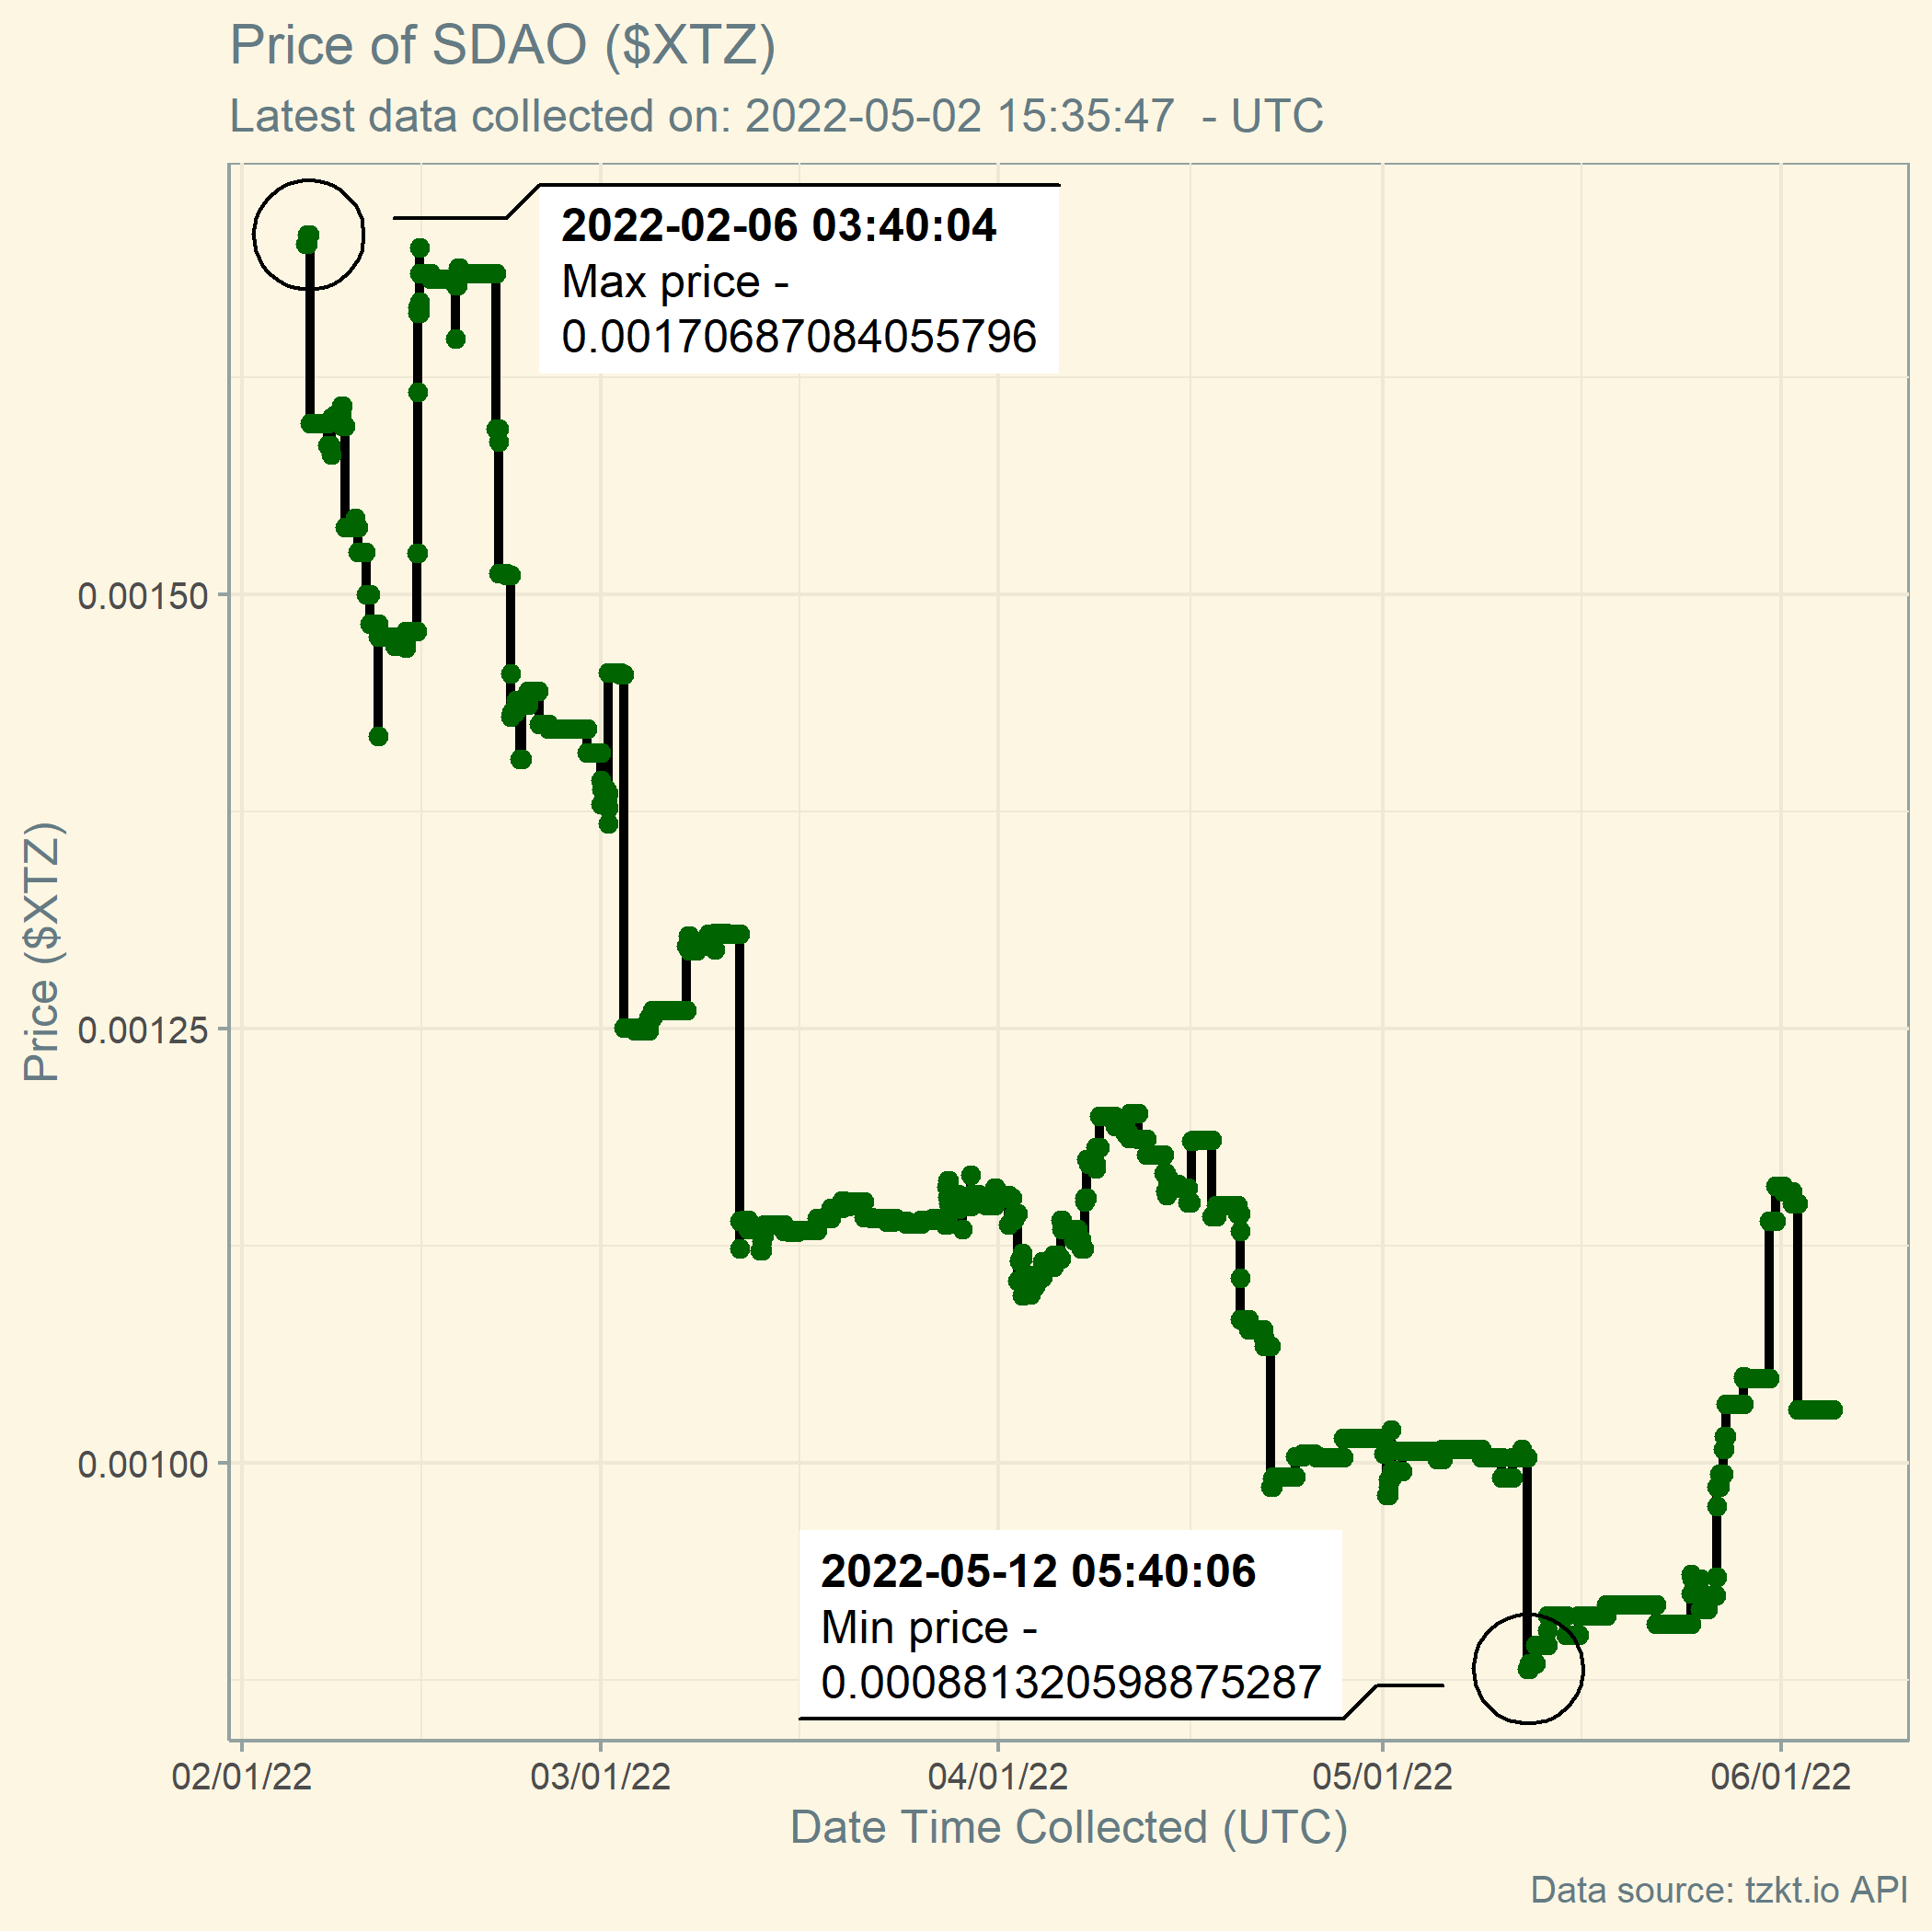 Price of SDAO ($XTZ)
Latest data collected on: 2022-05-02 15:35:47  - UTC
2022-02-06 03:40:04
Max price -
0.00170687084055796
0.00150
Price ($XTZ)
0.00125
0.00100
2022-05-12 05:40:06
Min price -
0.000881320598875287
02/01/22 03/01/22 04/01/22 05/01/22 06/01/22
Date Time Collected (UTC)
Data source: tzkt.io API